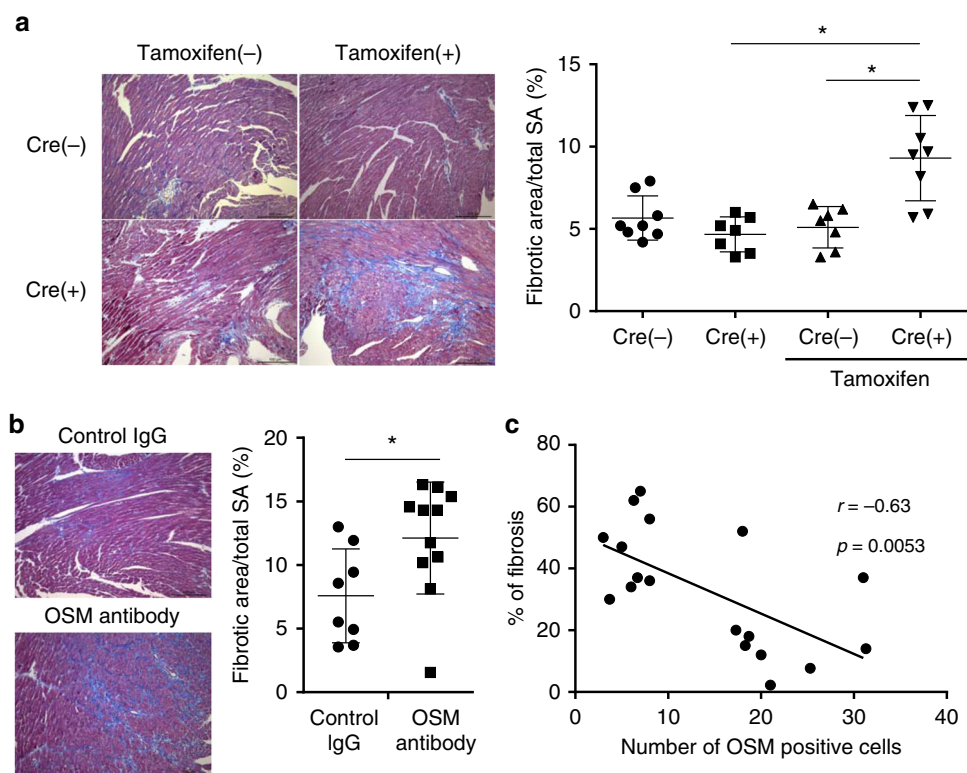 a
Tamoxifen(–) Tamoxifen(+)
Cre(–)
Cre(+)
Fibrotic area/total SA (%)
15
10
5
0
*
*
Cre(–) Cre(+) Cre(–) Cre(+)
Tamoxifen
b
Control IgG
OSM antibody
Fibrotic area/total SA (%)
20
15
10
5
0
*
Control IgG
OSM antibody
c
% of fibrosis
80
60
40
20
0
r = –0.63
p = 0.0053
0 10 20 30 40
Number of OSM positive cells